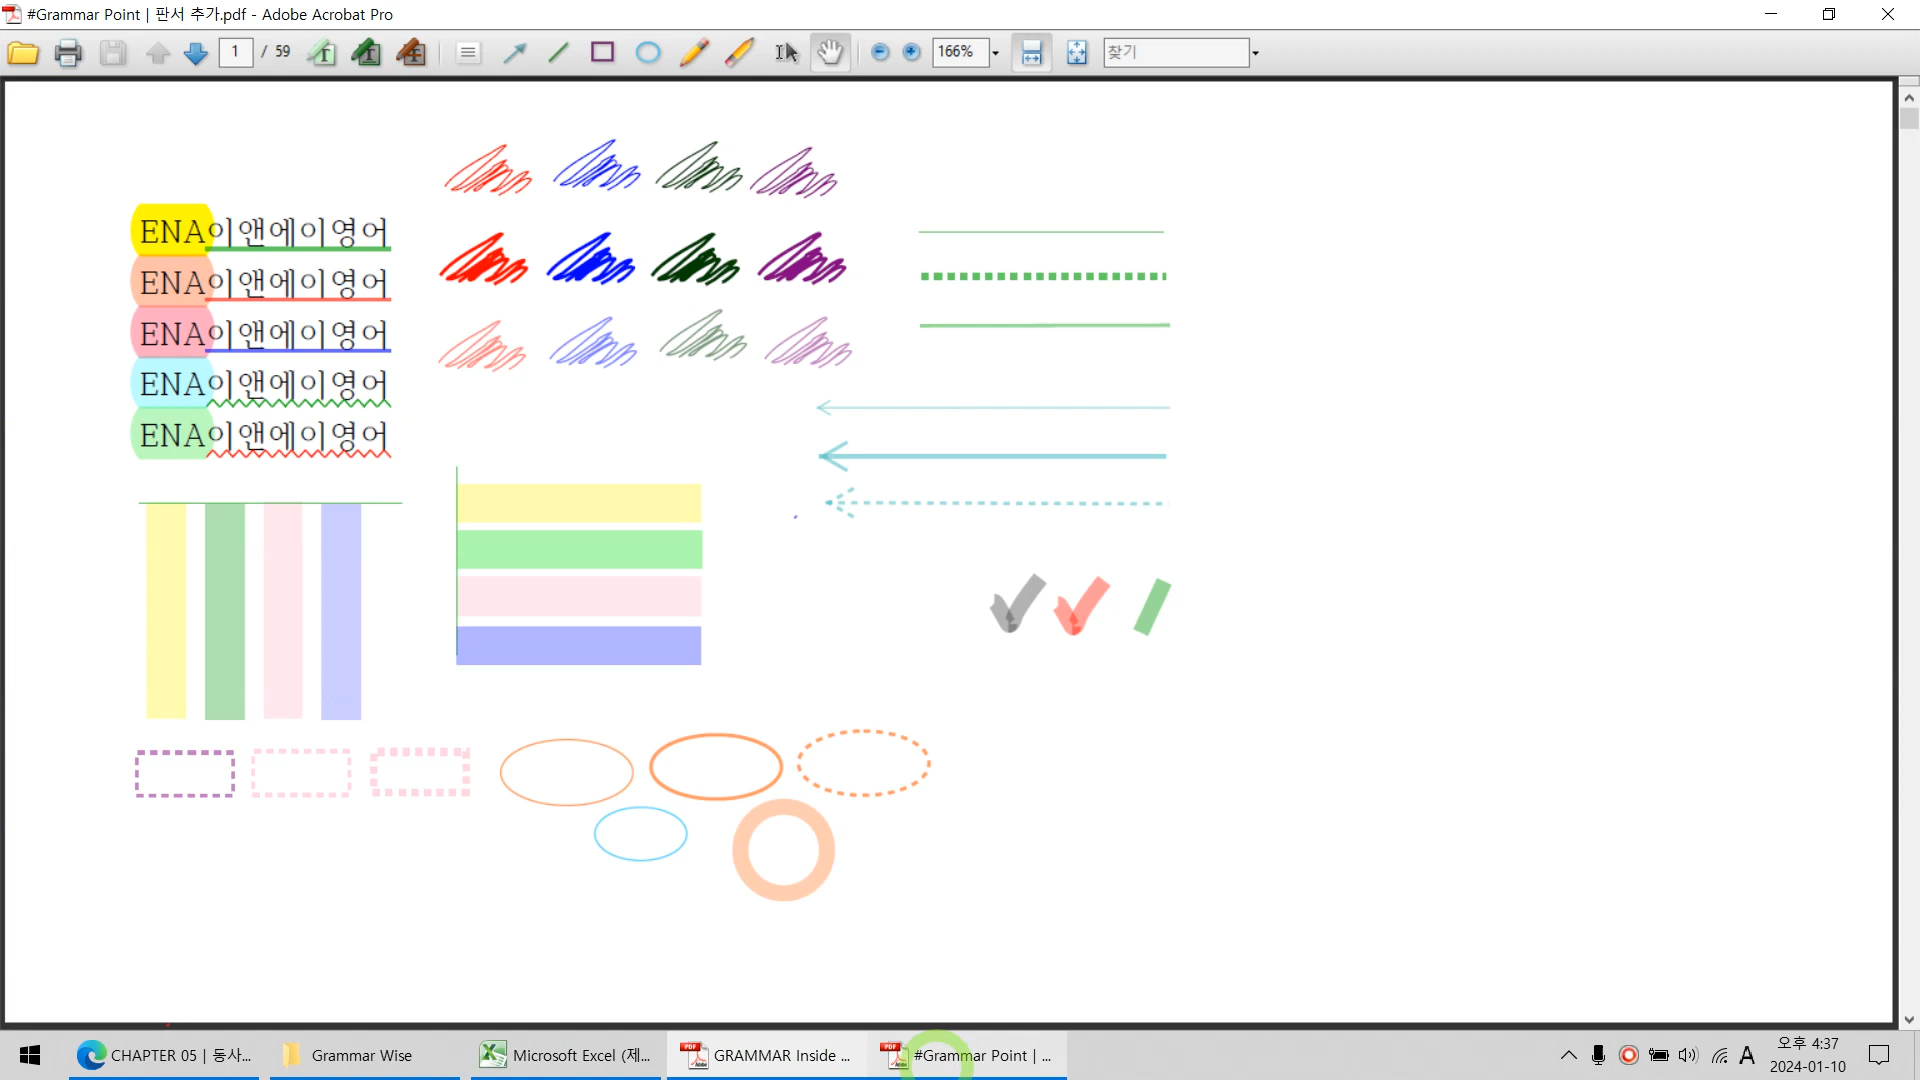 #Grammar Point | 판서 추가.pdf - Adobe Acrobat Pro
1 / 59 166% 찾기
ENA이앤에이영어
ENA이앤에이영어
ENA이앤에이영어
ENA이앤에이영어
ENA이앤에이영어
CHAPTER 05 | 동사... Grammar Wise Microsoft Excel (제... GRAMMAR Inside ... #Grammar Point | ... A 오후 4:37
2024-01-10